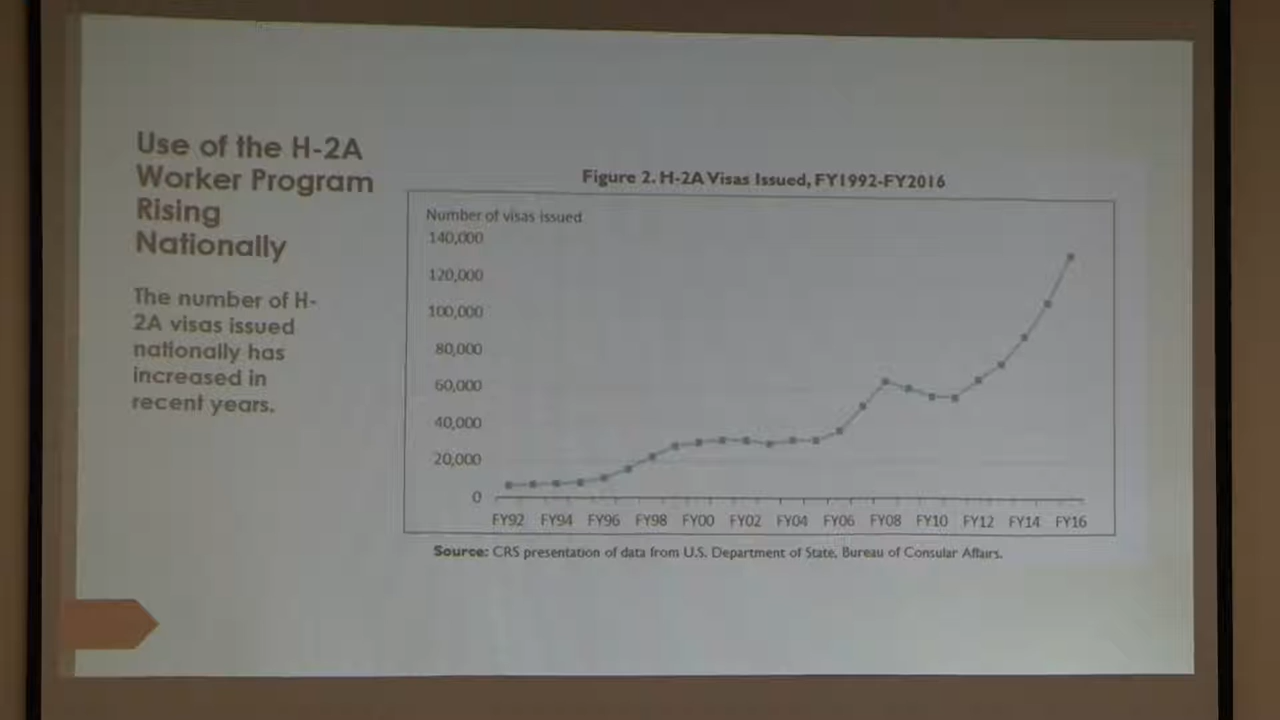 Use of the H-2A
Worker Program
Rising
Nationally
The number of H-
2A visas issued
nationally has
increased in
recent years.
Figure 2. H-2A Visas Issued, FY1992-FY2016
Number of visas issued
140,000
120,000
100,000
80,000
60,000
40,000
20,000
0
FY92 FY94 FY96 FY98 FY00 FY02 FY04 FY06 FY08 FY10 FY12 FY14 FY16
Source: CRS presentation of data from U.S. Department of State, Bureau of Consular Affairs.